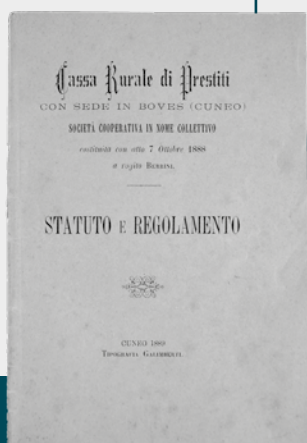 Cassa Rurale di Prestiti
CON SEDE IN BOVES (CUNEO)
SOCIETÀ COOPERATIVA IN NOME COLLETTIVO
costituita con atto 7 Ottobre 1888
a rogito
STATUTO E REGOLAMENTO
CUNEO 1889
TIPOGRAFIA GALIMBERTI